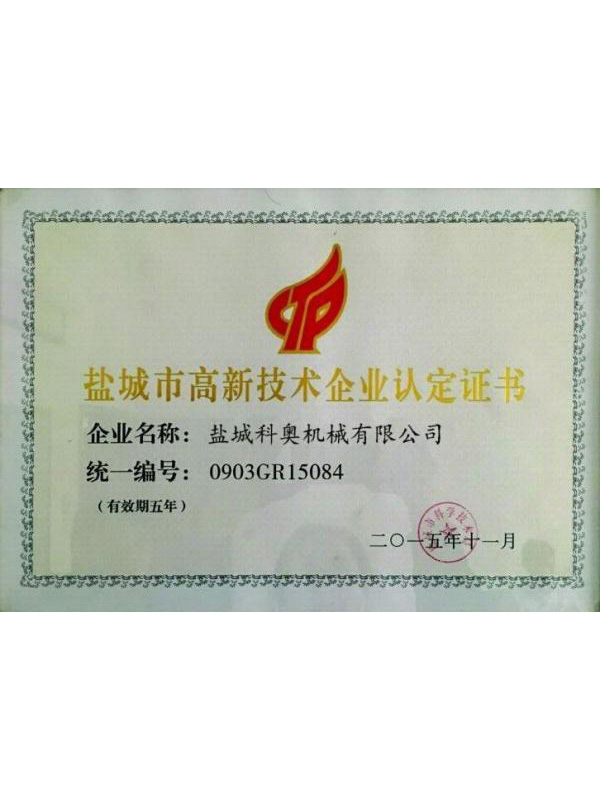 盐城市高新技术企业认定证书
企业名称：盐城科奥机械有限公司
统一编号：0903GR15084
（有效期五年）
二〇一五年十一月